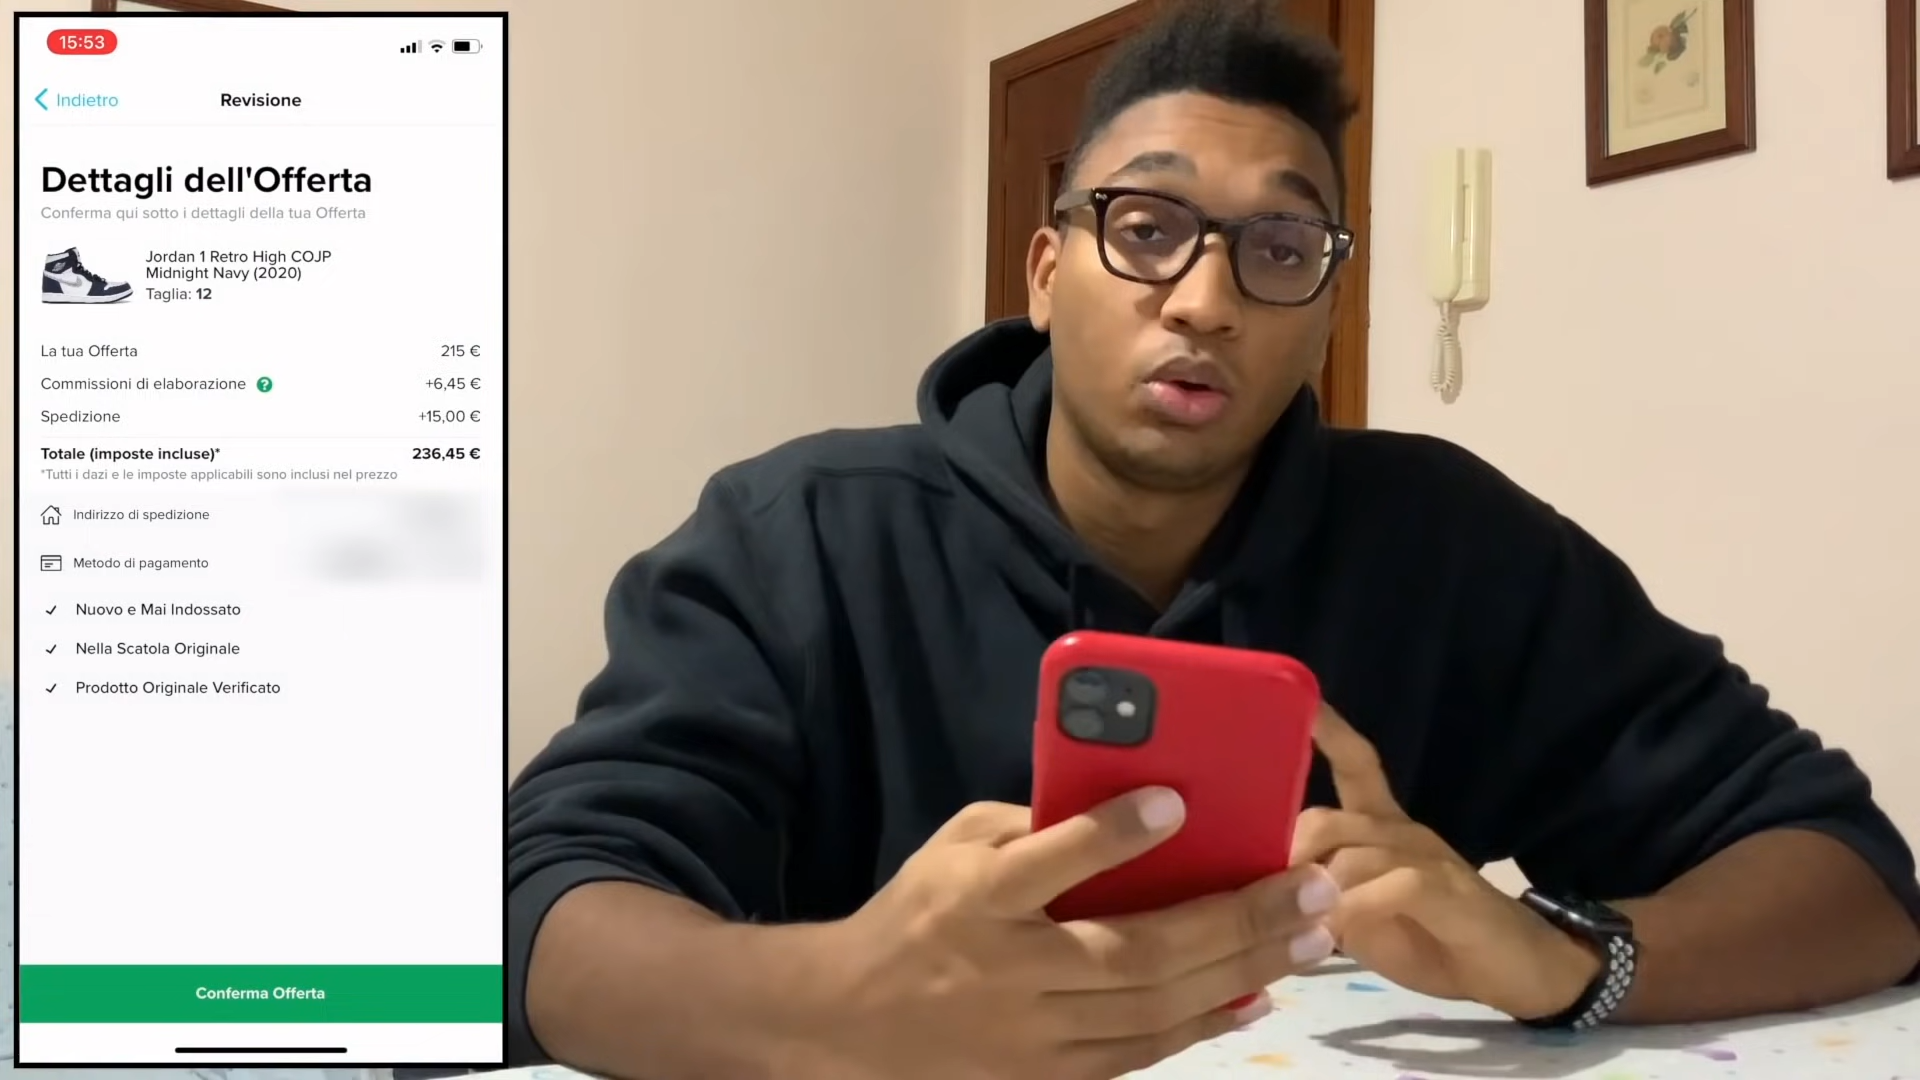 15:53
Indietro
Revisione
Dettagli dell'Offerta
Conferma qui sotto i dettagli della tua Offerta
Jordan 1 Retro High COJP
Midnight Navy (2020)
Taglia: 12
La tua Offerta 215 €
Commissioni di elaborazione ? +6,45 €
Spedizione +15,00 €
Totale (imposte incluse)* 236,45 €
*Tutti i dazi e le imposte applicabili sono inclusi nel prezzo
Indirizzo di spedizione
Metodo di pagamento
Nuovo e Mai Indossato
Nella Scatola Originale
Prodotto Originale Verificato
Conferma Offerta